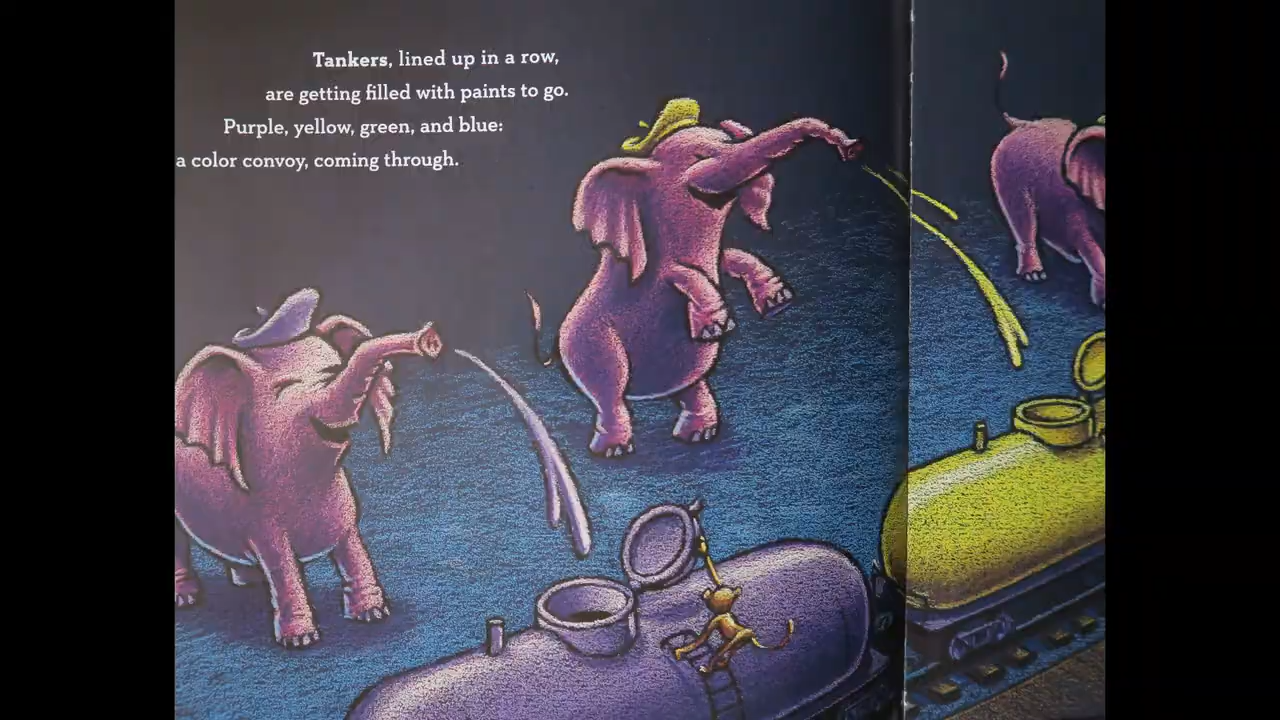 Tankers, lined up in a row,
are getting filled with paints to go.
Purple, yellow, green, and blue:
a color convoy, coming through.